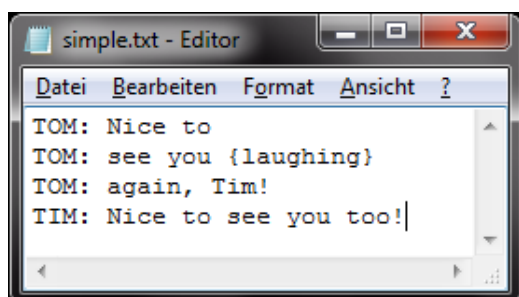 simple.txt - Editor
Datei Bearbeiten Format Ansicht ?
TOM: Nice to
TOM: see you {laughing}
TOM: again, Tim!
TIM: Nice to see you too!